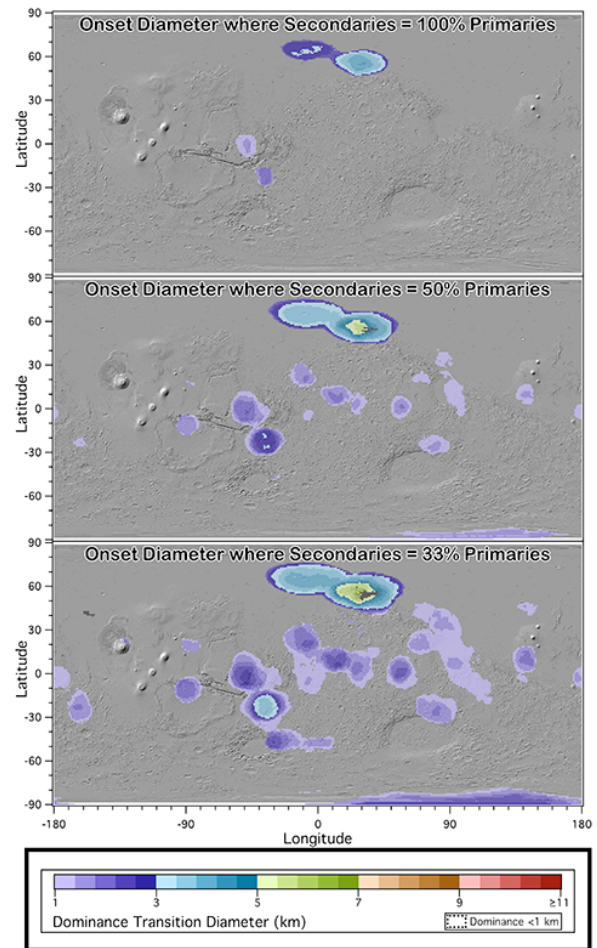 Onset Diameter where Secondaries = 100% Primaries
90
60
30
0
-30
-60
Latitude
Onset Diameter where Secondaries = 50% Primaries
90
60
30
0
-30
-60
Latitude
Onset Diameter where Secondaries = 33% Primaries
90
60
30
0
-30
-60
-90
Latitude
-180 -90 0 90 180
Longitude
1 3 5 7 9 ≥11
Dominance Transition Diameter (km) Dominance <1 km